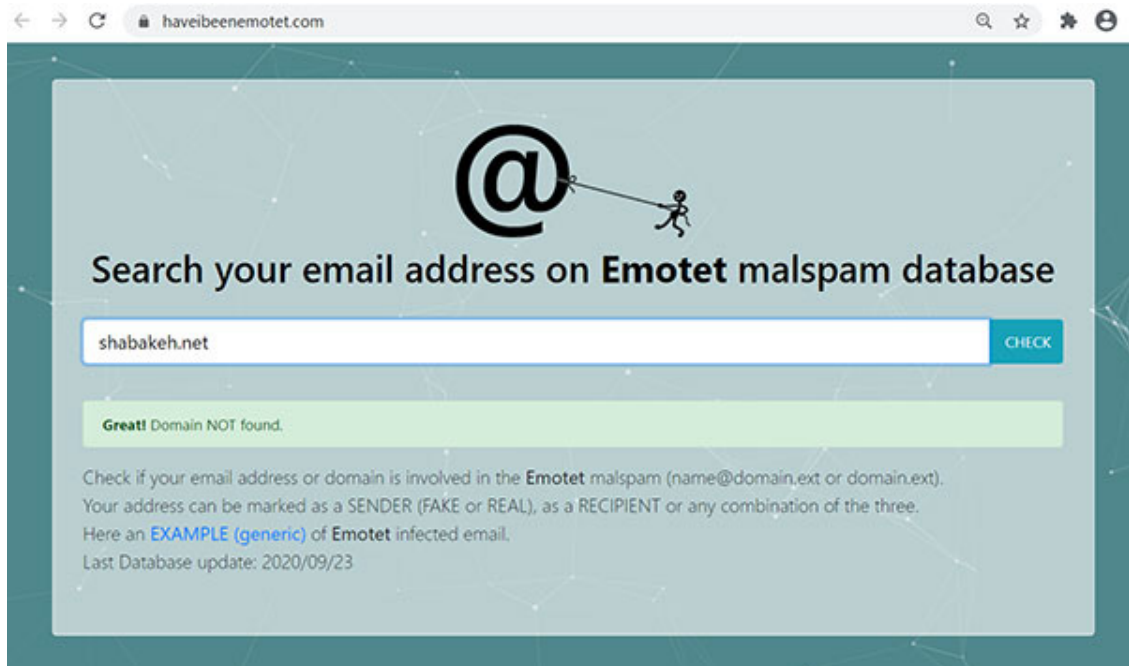 haveibeenemotet.com
@
Search your email address on Emotet malspam database
shabakeh.net
CHECK
Great! Domain NOT found.
Check if your email address or domain is involved in the Emotet malspam (name@domain.ext or domain.ext).
Your address can be marked as a SENDER (FAKE or REAL), as a RECIPIENT or any combination of the three.
Here an EXAMPLE (generic) of Emotet infected email.
Last Database update: 2020/09/23